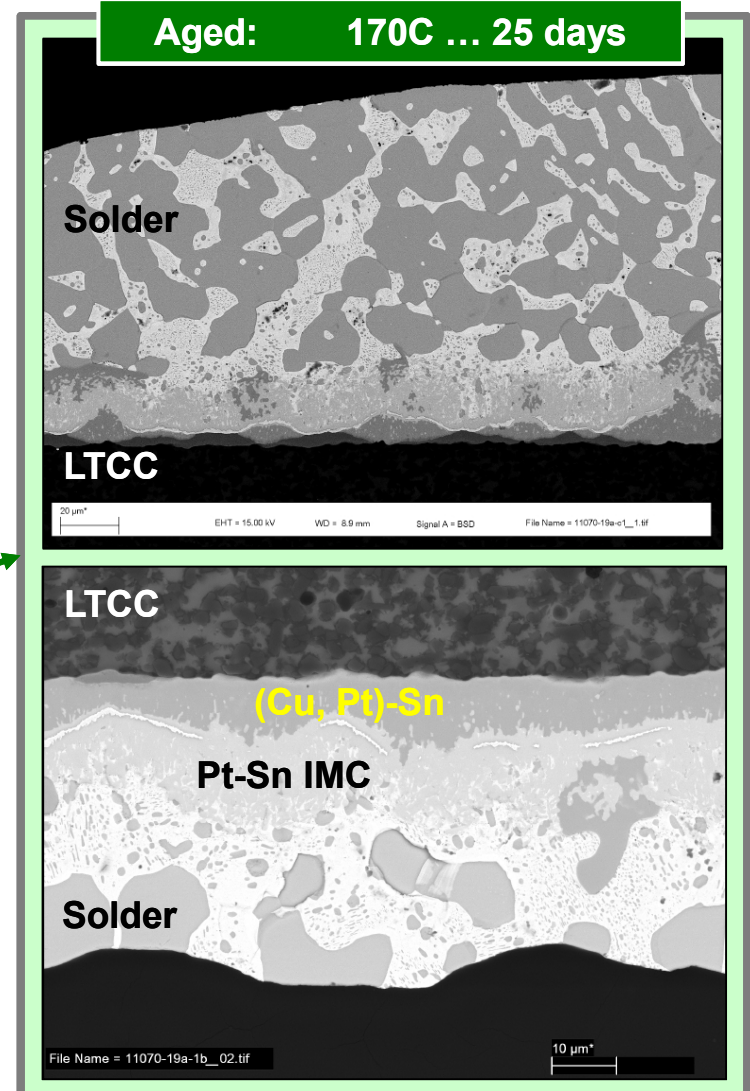 Aged: 170C ... 25 days
Solder
LTCC
20 µm*
EHT = 15.00 kV WD = 8.9 mm Signal A = BSD File Name = 11070-19a-c1__1.tif
LTCC
(Cu, Pt)-Sn
Pt-Sn IMC
Solder
File Name = 11070-19a-1b__02.tif
10 µm*